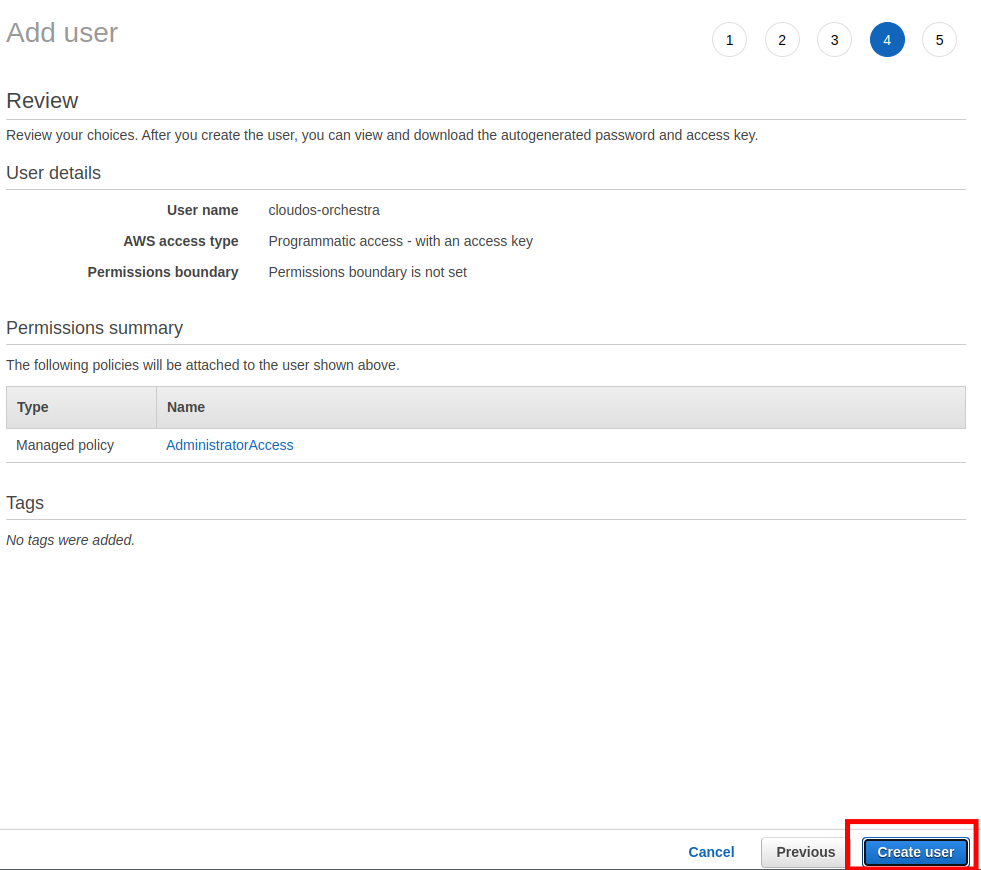 Add user
1 2 3 4 5
Review
Review your choices. After you create the user, you can view and download the autogenerated password and access key.
User details
User name cloudos-orchestra
AWS access type Programmatic access - with an access key
Permissions boundary Permissions boundary is not set
Permissions summary
The following policies will be attached to the user shown above.
Type Name
Managed policy AdministratorAccess
Tags
No tags were added.
Cancel Previous Create user